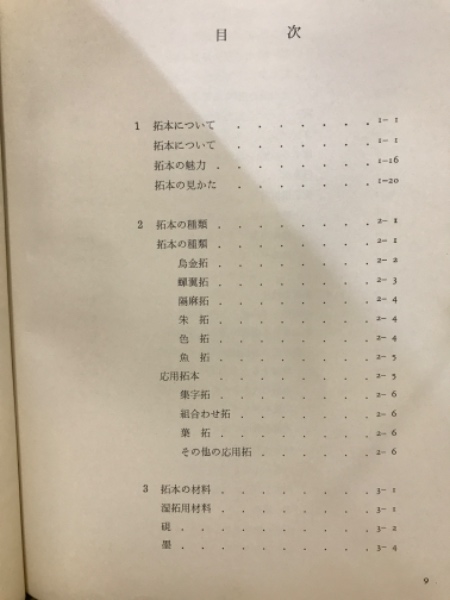 目 次
1 拓本について . . . . . . . 1- 1
拓本について . . . . . . . 1- 1
拓本の魅力 . . . . . . . . 1-16
拓本の見かた . . . . . . . 1-20
2 拓本の種類 . . . . . . . . 2- 1
拓本の種類 . . . . . . . . 2- 1
烏金拓 . . . . . . . . 2- 2
蟬翼拓 . . . . . . . . 2- 3
隔麻拓 . . . . . . . . 2- 4
朱 拓 . . . . . . . . 2- 4
色 拓 . . . . . . . . 2- 4
魚 拓 . . . . . . . . 2- 5
応用拓本 . . . . . . . . 2- 5
集字拓 . . . . . . . . 2- 6
組合わせ拓 . . . . . . . 2- 6
葉 拓 . . . . . . . . 2- 6
その他の応用拓 . . . . . . 2- 6
3 拓本の材料 . . . . . . . . 3- 1
湿拓用材料 . . . . . . . . 3- 1
硯 . . . . . . . . . . 3- 2
墨 . . . . . . . . . . 3- 4
9